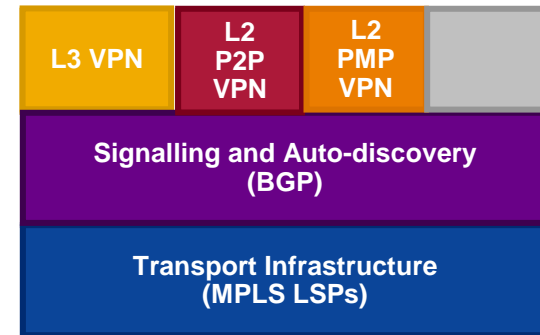 L3 VPN
L2
P2P
VPN
L2
PMP
VPN
Signalling and Auto-discovery
(BGP)
Transport Infrastructure
(MPLS LSPs)